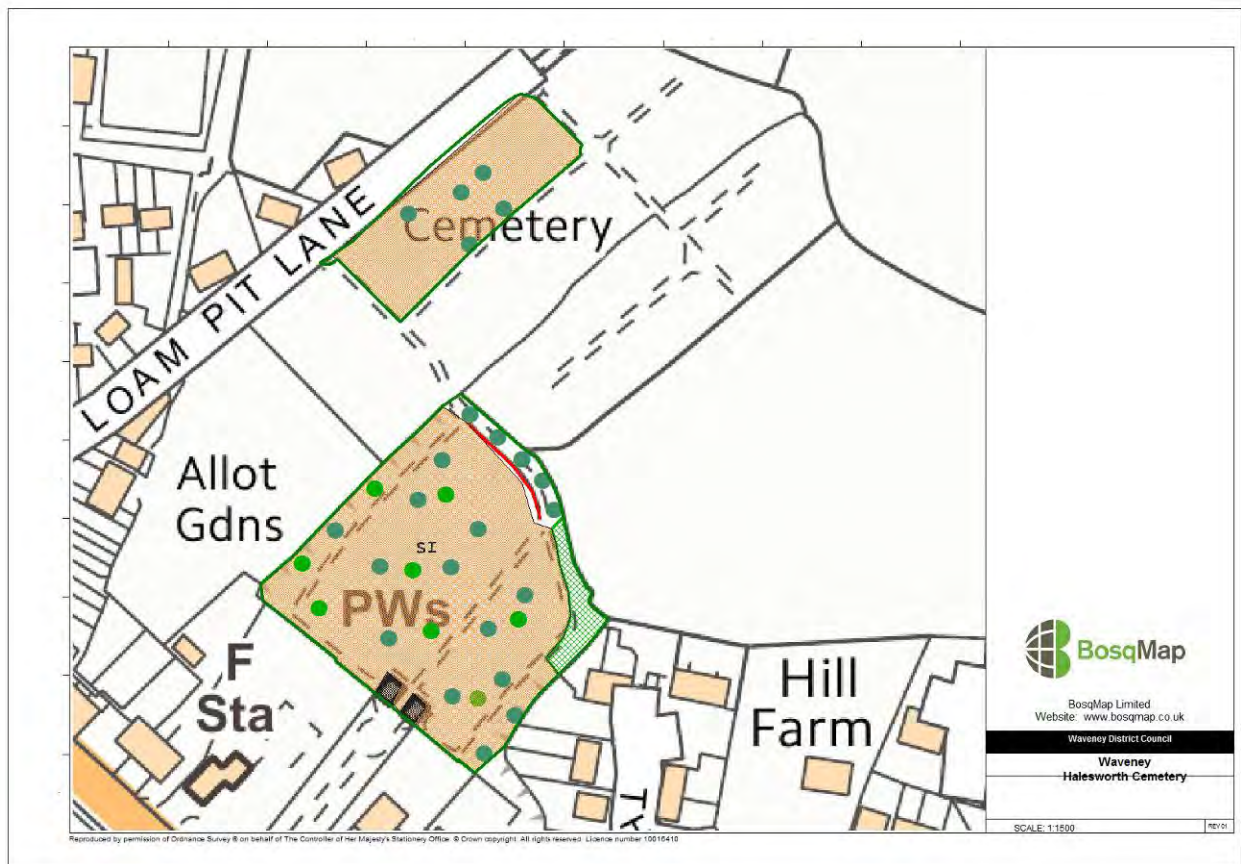 LOAM PIT LANE
Cemetery
Allot
Gdns
SI
PWs
F
Sta
Hill
Farm
BosqMap
BosqMap Limited
Website: www.bosqmap.co.uk
Waveney District Council
Waveney
Halesworth Cemetery
SCALE: 1:1500
REV 01
Reproduced by permission of Ordnance Survey ® on behalf of The Controller of Her Majesty's Stationery Office. © Crown copyright. All rights reserved. Licence number 10016410